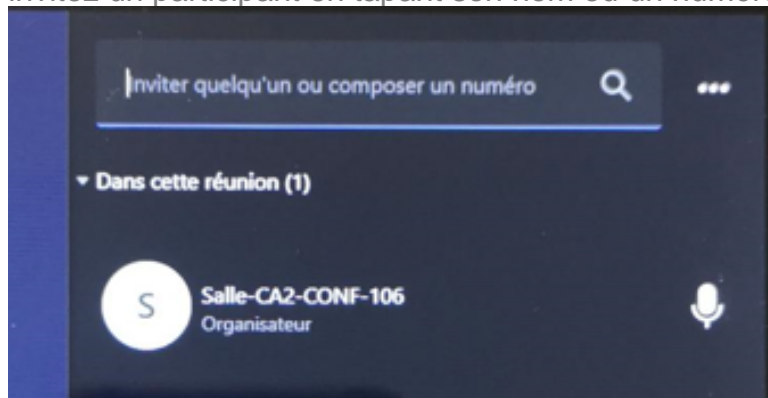 Inviter quelqu'un ou composer un numéro
Dans cette réunion (1)
S
Salle-CA2-CONF-106
Organisateur